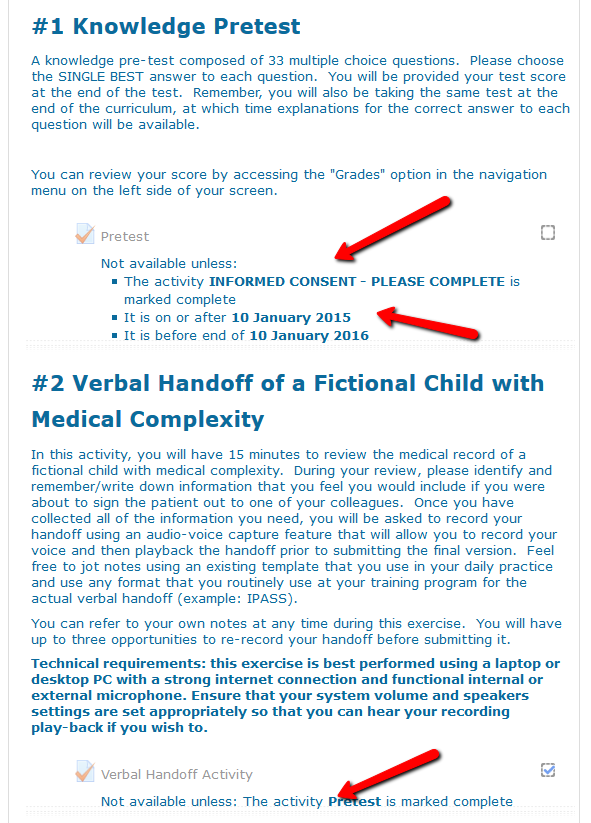 #1 Knowledge Pretest
A knowledge pre-test composed of 33 multiple choice questions.  Please choose
the SINGLE BEST answer to each question.  You will be provided your test score
at the end of the test.  Remember, you will also be taking the same test at the
end of the curriculum, at which time explanations for the correct answer to each
question will be available.
You can review your score by accessing the "Grades" option in the navigation
menu on the left side of your screen.
Pretest
Not available unless:
▪ The activity INFORMED CONSENT - PLEASE COMPLETE is
marked complete
▪ It is on or after 10 January 2015
▪ It is before end of 10 January 2016
#2 Verbal Handoff of a Fictional Child with
Medical Complexity
In this activity, you will have 15 minutes to review the medical record of a
fictional child with medical complexity.  During your review, please identify and
remember/write down information that you feel you would include if you were
about to sign the patient out to one of your colleagues.  Once you have
collected all of the information you need, you will be asked to record your
handoff using an audio-voice capture feature that will allow you to record your
voice and then playback the handoff prior to submitting the final version.  Feel
free to jot notes using an existing template that you use in your daily practice
and use any format that you routinely use at your training program for the
actual verbal handoff (example: IPASS).
You can refer to your own notes at any time during this exercise.  You will have
up to three opportunities to re-record your handoff before submitting it.
Technical requirements: this exercise is best performed using a laptop or
desktop PC with a strong internet connection and functional internal or
external microphone. Ensure that your system volume and speakers
settings are set appropriately so that you can hear your recording
play-back if you wish to.
Verbal Handoff Activity
Not available unless: The activity Pretest is marked complete